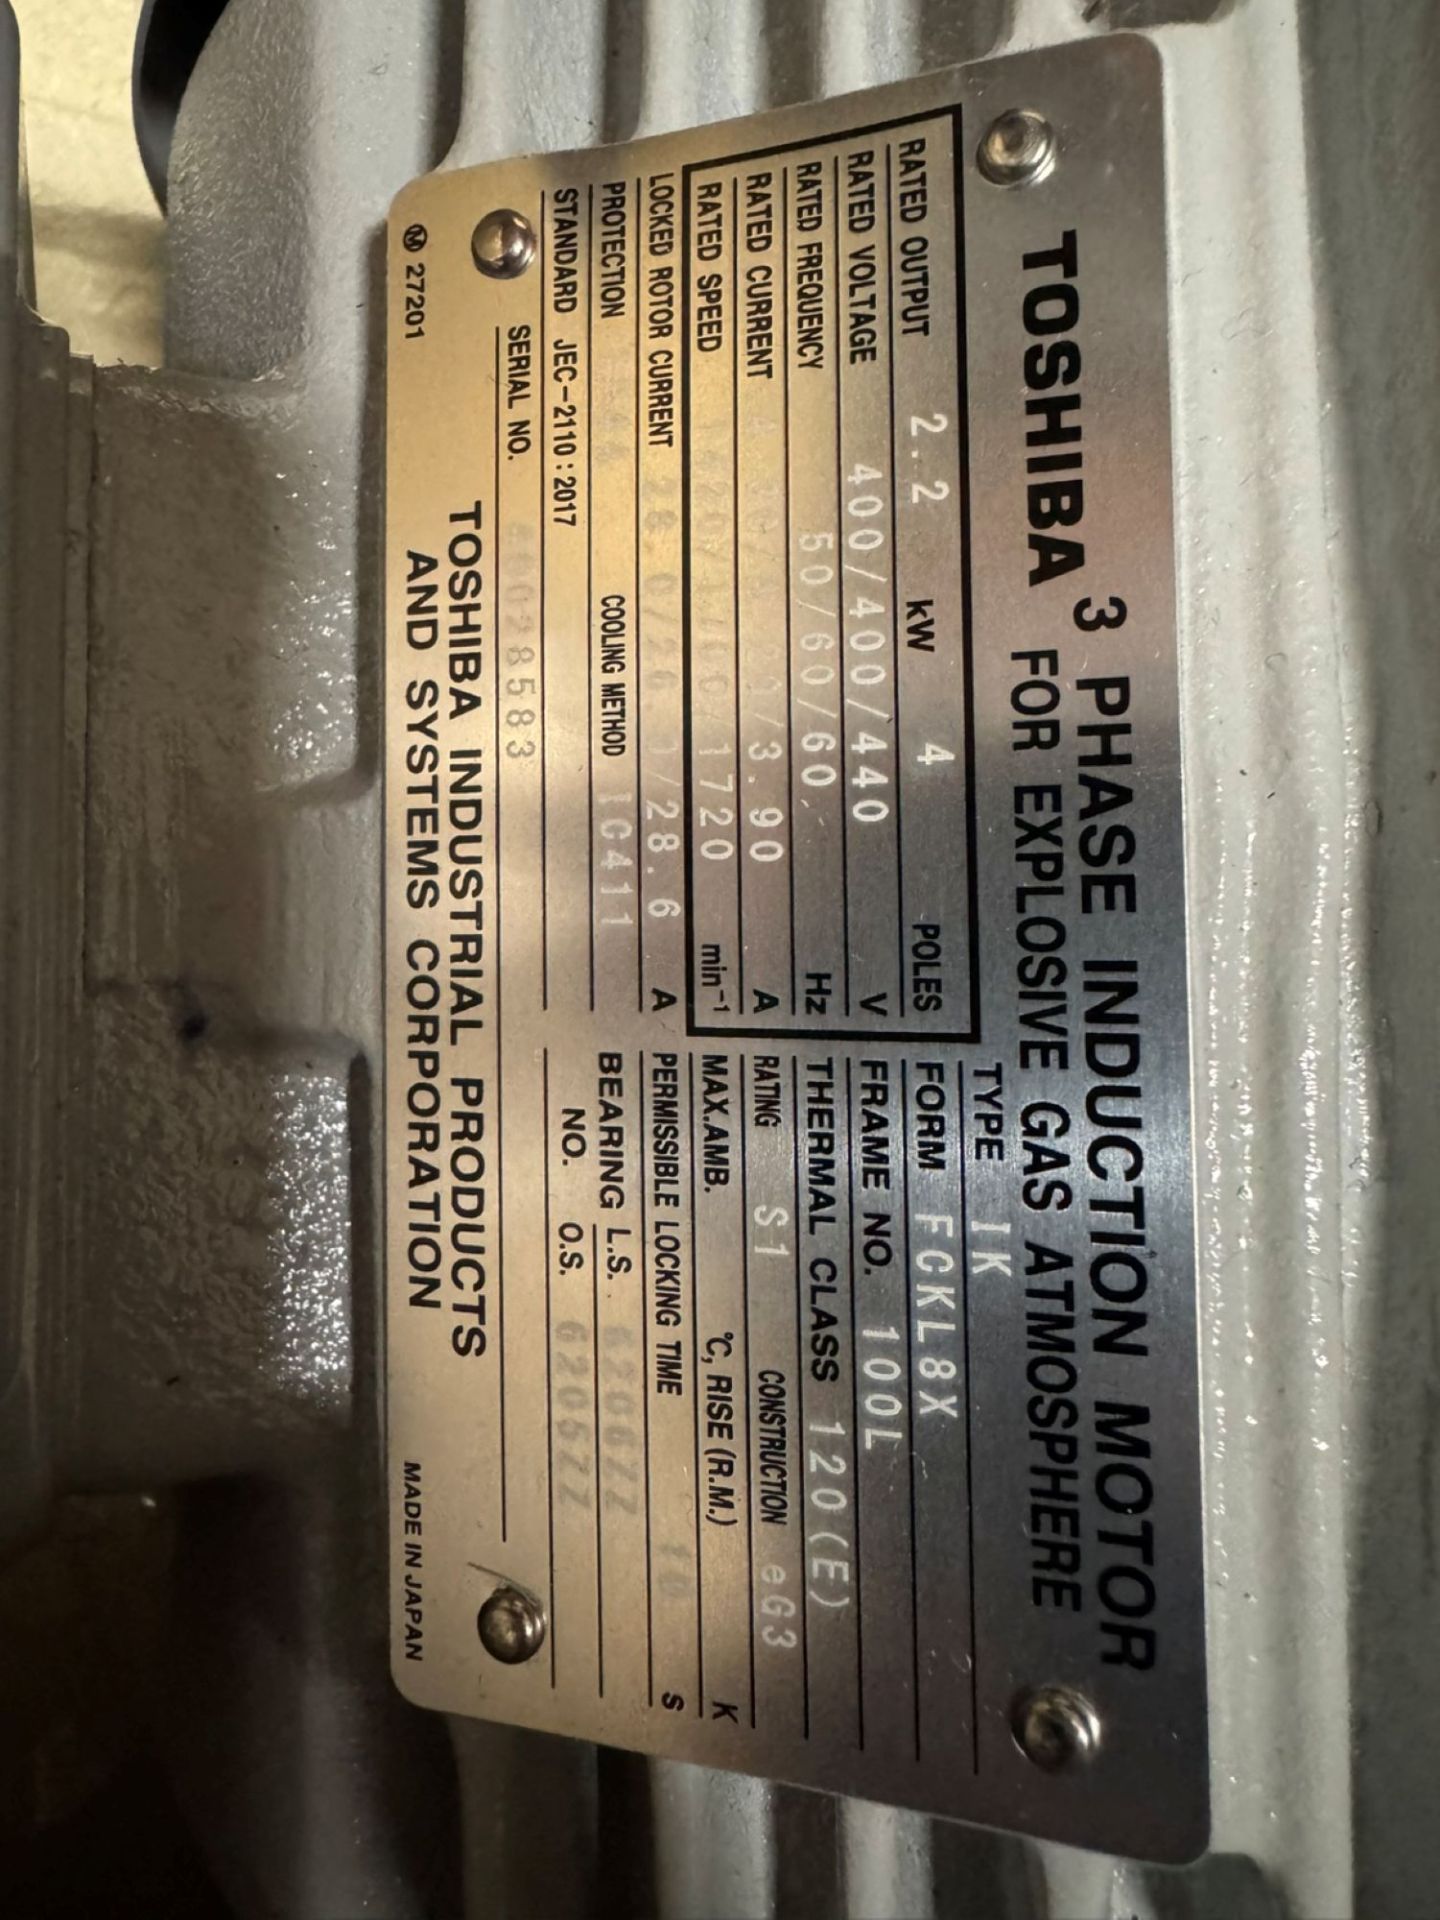 TOSHIBA 3 PHASE INDUCTION MOTOR
FOR EXPLOSIVE GAS ATMOSPHERE
RATED OUTPUT 2.2 kW 4 POLES
RATED VOLTAGE 400/400/440 V
RATED FREQUENCY 50/60/60 Hz
RATED CURRENT /3.90 A
RATED SPEED /1720 min⁻¹
LOCKED ROTOR CURRENT /28.6 A
PROTECTION COOLING METHOD IC411
STANDARD JEC-2110:2017
SERIAL NO.
TYPE IK
FORM FCKL8X
FRAME NO. 100L
THERMAL CLASS 120(E)
RATING S1 CONSTRUCTION eG3
MAX.AMB. ℃, RISE (R.M.) K
PERMISSIBLE LOCKING TIME S
BEARING L.S. 6206ZZ
NO. O.S. 6205ZZ
TOSHIBA INDUSTRIAL PRODUCTS
AND SYSTEMS CORPORATION
Ⓜ 27201
MADE IN JAPAN